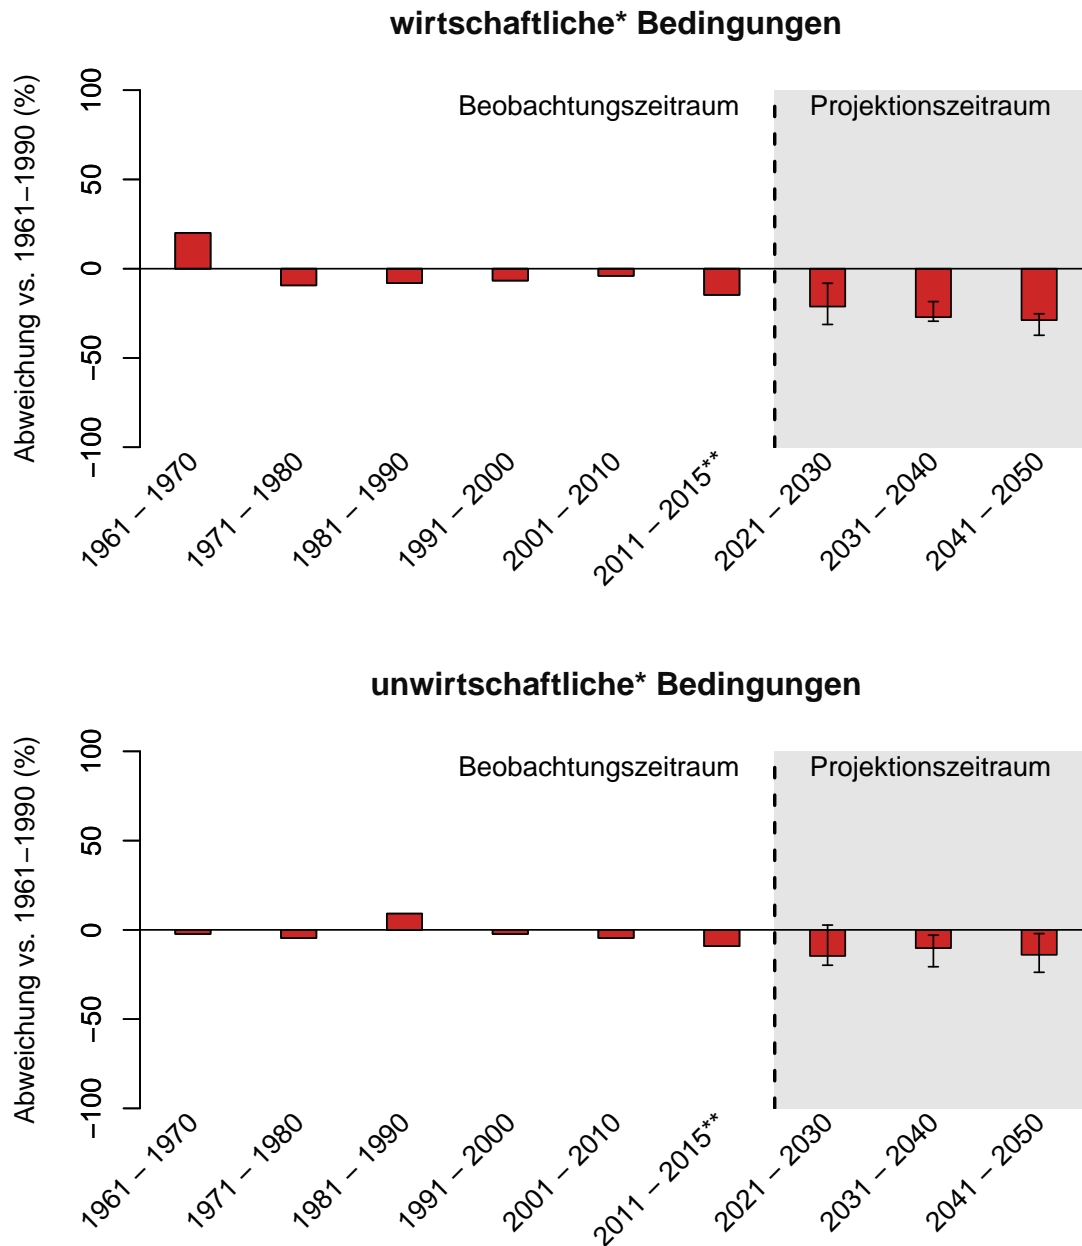 wirtschaftliche* Bedingungen
Abweichung vs. 1961−1990 (%)
100
50
0
−50
−100
Beobachtungszeitraum
Projektionszeitraum
1961 − 1970
1971 − 1980
1981 − 1990
1991 − 2000
2001 − 2010
2011 − 2015**
2021 − 2030
2031 − 2040
2041 − 2050
unwirtschaftliche* Bedingungen
Abweichung vs. 1961−1990 (%)
100
50
0
−50
−100
Beobachtungszeitraum
Projektionszeitraum
1961 − 1970
1971 − 1980
1981 − 1990
1991 − 2000
2001 − 2010
2011 − 2015**
2021 − 2030
2031 − 2040
2041 − 2050